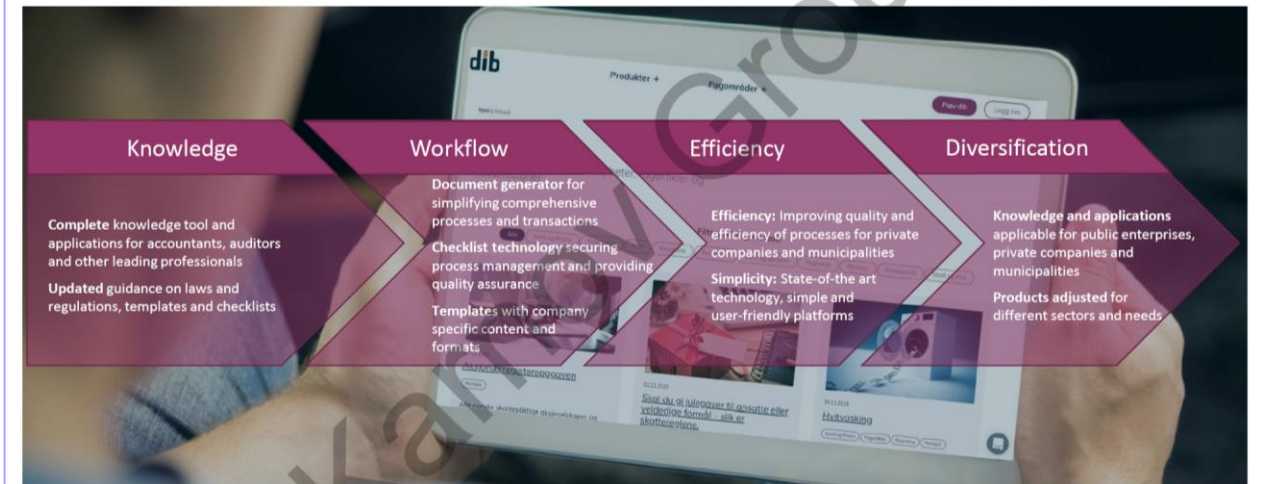 dib
Produkter +
Fagområder +
Prøv dib
Logg inn
Knowledge
Complete knowledge tool and
applications for accountants, auditors
and other leading professionals
Updated guidance on laws and
regulations, templates and checklists
Workflow
Document generator for
simplifying comprehensive
processes and transactions
Checklist technology securing
process management and providing
quality assurance
Templates with company
specific content and
formats
Efficiency
Efficiency: Improving quality and
efficiency of processes for private
companies and municipalities
Simplicity: State-of-the art
technology, simple and
user-friendly platforms
Diversification
Knowledge and applications
applicable for public enterprises,
private companies and
municipalities
Products adjusted for
different sectors and needs
Aksjonærregisteroppgaven
Skal du gi julegaver til ansatte eller
veldedige formål – slik er
skattereglene.
Hvitvasking
Karnov Gro